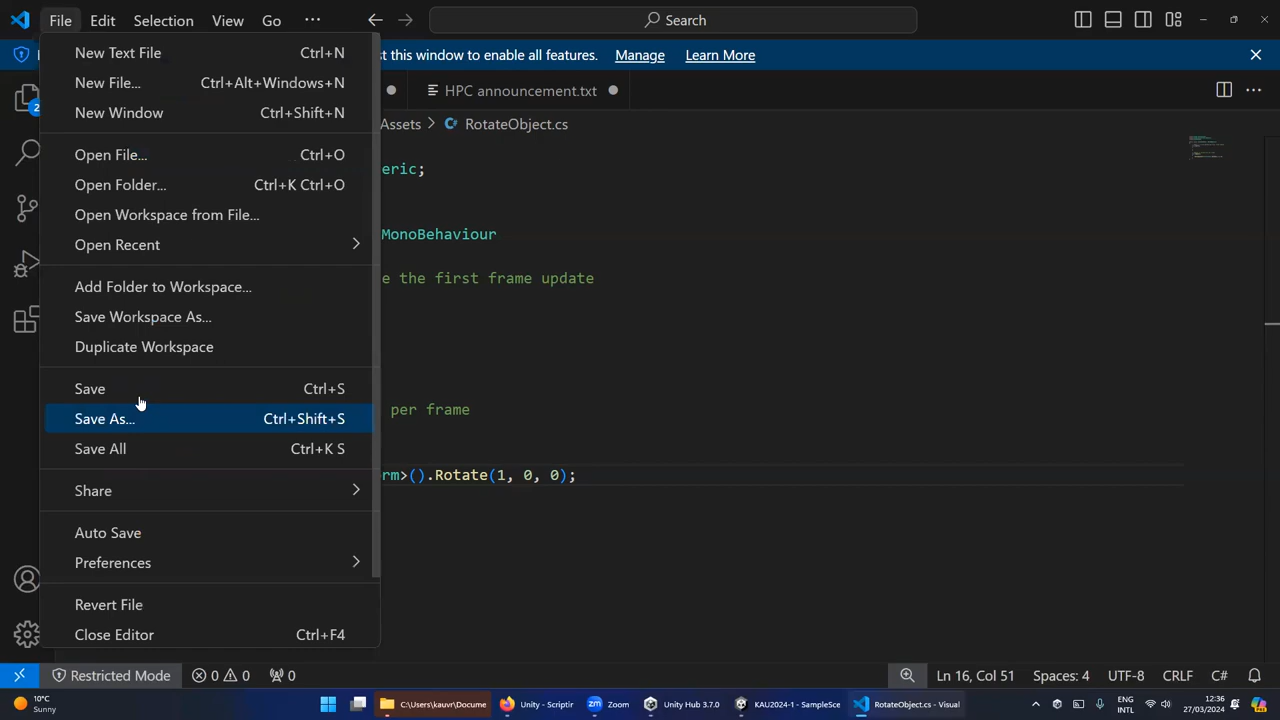 File Edit Selection View Go ··· Search
t this window to enable all features. Manage Learn More
New Text File Ctrl+N
New File... Ctrl+Alt+Windows+N
New Window Ctrl+Shift+N
Open File... Ctrl+O
Open Folder... Ctrl+K Ctrl+O
Open Workspace from File...
Open Recent
Add Folder to Workspace...
Save Workspace As...
Duplicate Workspace
Save Ctrl+S
Save As... Ctrl+Shift+S
Save All Ctrl+K S
Share
Auto Save
Preferences
Revert File
Close Editor Ctrl+F4
2
HPC announcement.txt
Assets > RotateObject.cs
eric;
MonoBehaviour
e the first frame update
per frame
rm>().Rotate(1, 0, 0);
Restricted Mode 0 0 0 Ln 16, Col 51 Spaces: 4 UTF-8 CRLF C#
10°C
Sunny
C:\Users\kauvr\Docume
Unity - Scriptir
Zoom
Unity Hub 3.7.0
KAU2024-1 - SampleSce
RotateObject.cs - Visual
ENG
INTL
12:36
27/03/2024